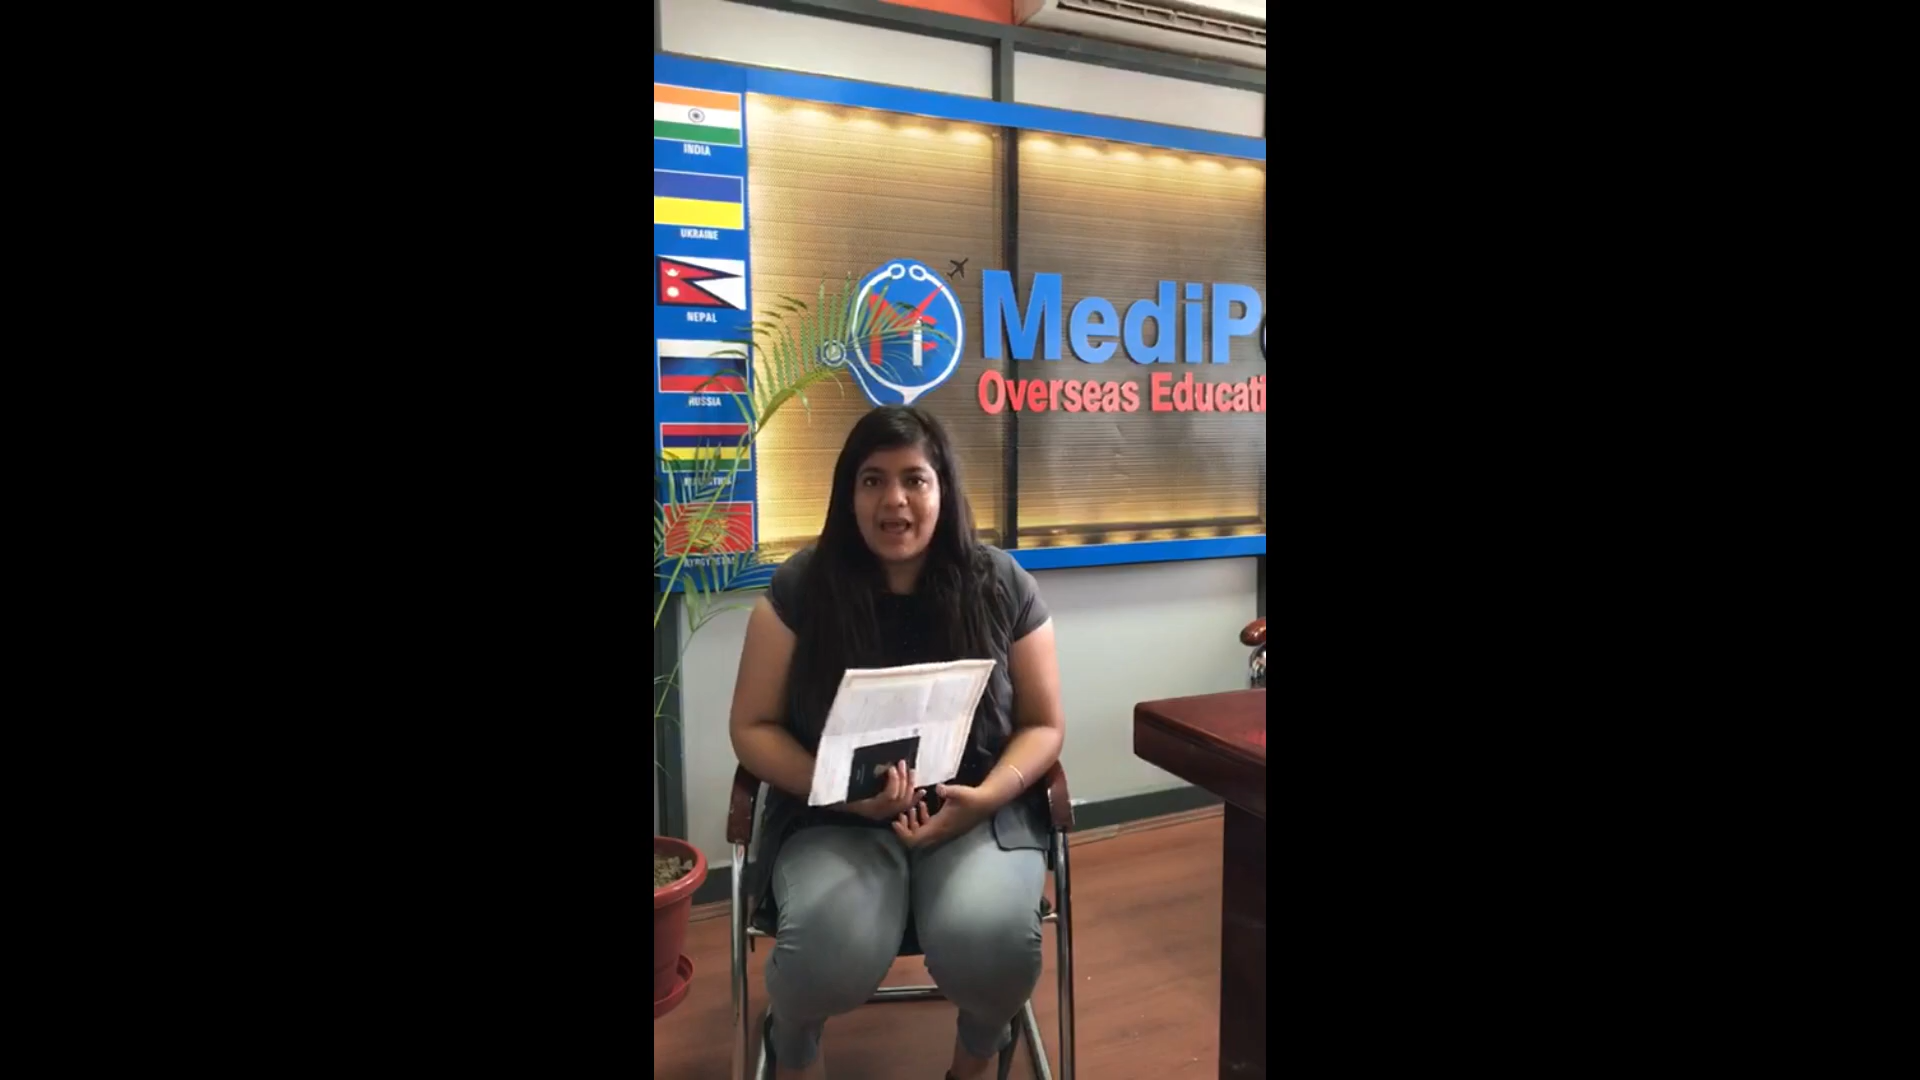 INDIA
UKRAINE
NEPAL
RUSSIA
MediP
Overseas Educati